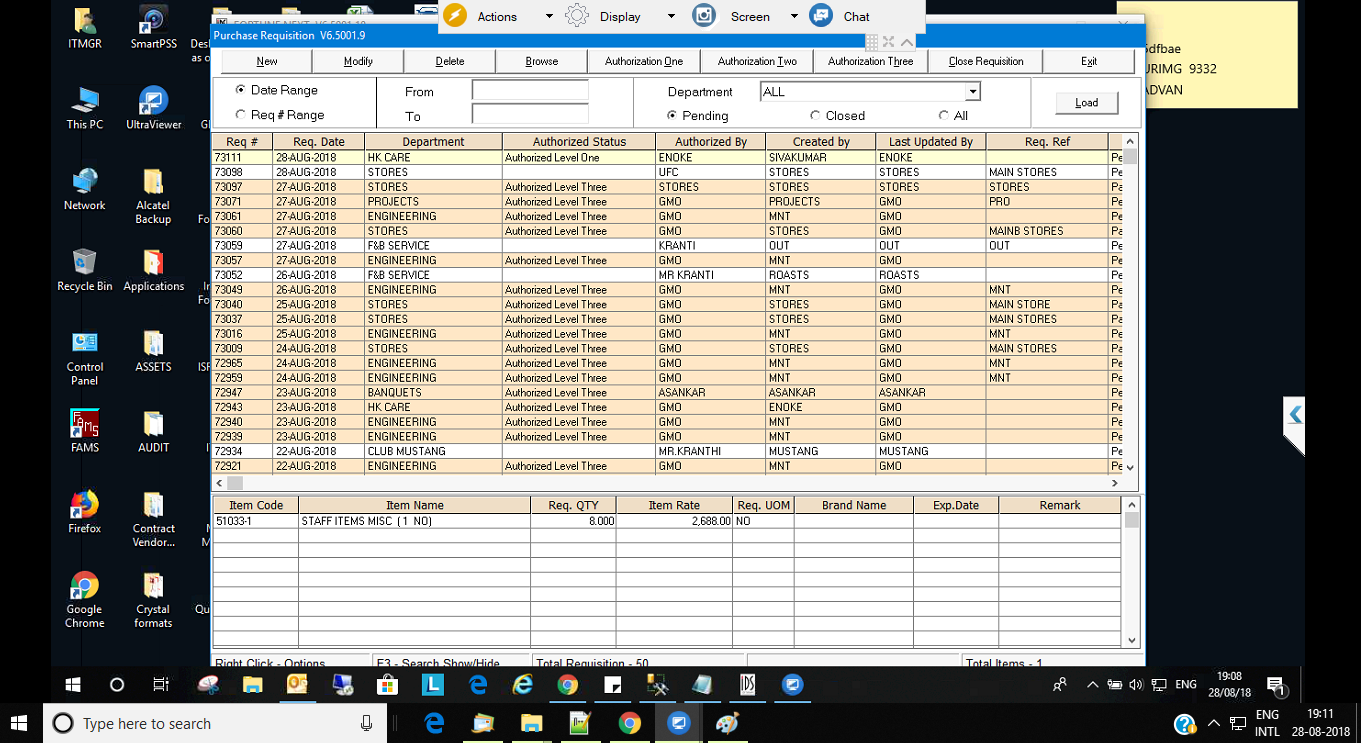 Actions Display Screen Chat
FORTUNE NEXT V6.5001.19
Purchase Requisition V6.5001.9
New Modify Delete Browse Authorization One Authorization Two Authorization Three Close Requisition Exit
Date Range From Department ALL
Req # Range To Pending Closed All Load
Req # Req. Date Department Authorized Status Authorized By Created by Last Updated By Req. Ref
73111 28-AUG-2018 HK CARE Authorized Level One ENOKE SIVAKUMAR ENOKE Pe
73098 28-AUG-2018 STORES UFC STORES STORES MAIN STORES Pe
73097 27-AUG-2018 STORES Authorized Level Three STORES STORES STORES STORES Pa
73071 27-AUG-2018 PROJECTS Authorized Level Three GMO PROJECTS GMO PRO Pe
73061 27-AUG-2018 ENGINEERING Authorized Level Three GMO MNT GMO Pe
73060 27-AUG-2018 STORES Authorized Level Three GMO STORES GMO MAINB STORES Pe
73059 27-AUG-2018 F&B SERVICE KRANTI OUT OUT OUT Pe
73057 27-AUG-2018 ENGINEERING Authorized Level Three GMO MNT GMO Pe
73052 26-AUG-2018 F&B SERVICE MR KRANTI ROASTS ROASTS Pe
73049 26-AUG-2018 ENGINEERING Authorized Level Three GMO MNT GMO MNT Pe
73040 25-AUG-2018 STORES Authorized Level Three GMO STORES GMO MAIN STORE Pe
73037 25-AUG-2018 STORES Authorized Level Three GMO STORES GMO MAIN STORES Pe
73016 25-AUG-2018 ENGINEERING Authorized Level Three GMO MNT GMO MNT Pe
73009 24-AUG-2018 STORES Authorized Level Three GMO STORES GMO MAIN STORES Pa
72965 24-AUG-2018 ENGINEERING Authorized Level Three GMO MNT GMO MNT Pe
72959 24-AUG-2018 ENGINEERING Authorized Level Three GMO MNT GMO MNT Pe
72947 23-AUG-2018 BANQUETS Authorized Level Three ASANKAR ASANKAR ASANKAR Pe
72943 23-AUG-2018 HK CARE Authorized Level Three GMO ENOKE GMO Pe
72940 23-AUG-2018 ENGINEERING Authorized Level Three GMO MNT GMO Pe
72939 23-AUG-2018 ENGINEERING Authorized Level Three GMO MNT GMO Pe
72934 22-AUG-2018 CLUB MUSTANG MR.KRANTHI MUSTANG MUSTANG Pe
72921 22-AUG-2018 ENGINEERING Authorized Level Three GMO MNT GMO Pe
Item Code Item Name Req. QTY Item Rate Req. UOM Brand Name Exp.Date Remark
51033-1 STAFF ITEMS MISC ( 1 NO) 8.000 2,688.00 NO
Right Click - Options F3 - Search Show/Hide Total Requisition - 50 Total Items - 1
dfbae
URIMG 9332
ADVAN
ITMGR SmartPSS
This PC UltraViewer
Network Alcatel Backup
Recycle Bin Applications
Control Panel ASSETS
FAMS AUDIT
Firefox Contract Vendor...
Google Chrome Crystal formats
ENG 19:08
28/08/18
1
Type here to search
ENG 19:11
INTL 28-08-2018